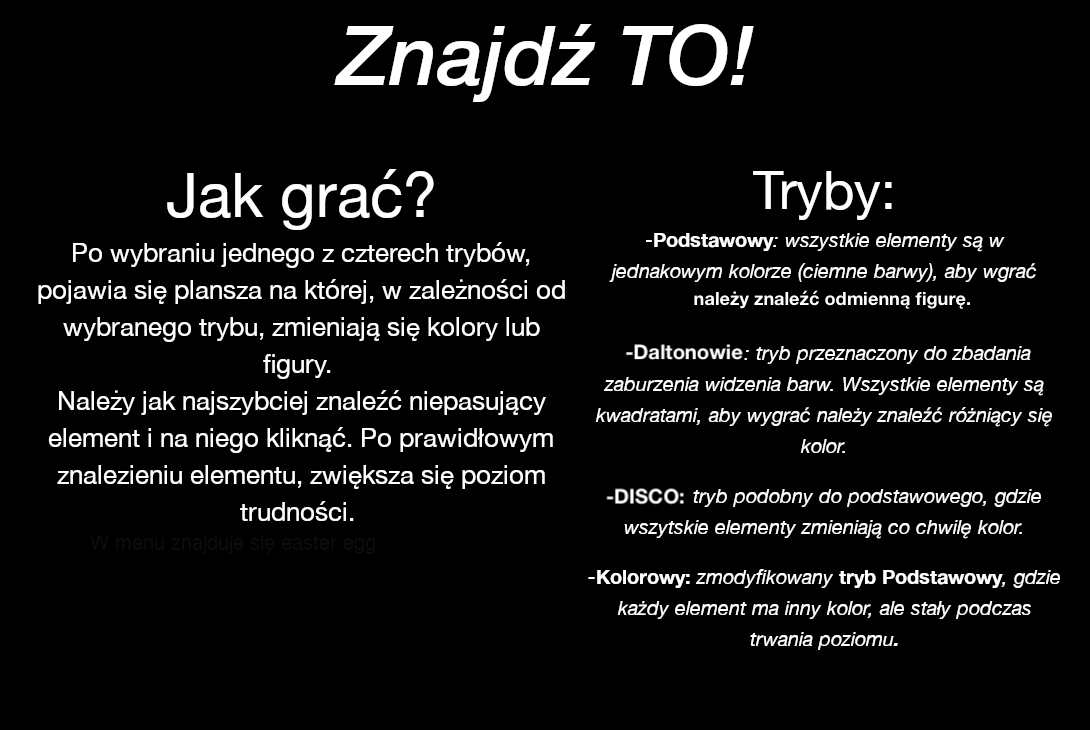 Znajdź TO!
Jak grać?
Po wybraniu jednego z czterech trybów,
pojawia się plansza na której, w zależności od
wybranego trybu, zmieniają się kolory lub
figury.
Należy jak najszybciej znaleźć niepasujący
element i na niego kliknąć. Po prawidłowym
znalezieniu elementu, zwiększa się poziom
trudności.
W menu znajduje się easter egg
Tryby:
-Podstawowy: wszystkie elementy są w
jednakowym kolorze (ciemne barwy), aby wgrać
należy znaleźć odmienną figurę.
-Daltonowie: tryb przeznaczony do zbadania
zaburzenia widzenia barw. Wszystkie elementy są
kwadratami, aby wygrać należy znaleźć różniący się
kolor.
-DISCO: tryb podobny do podstawowego, gdzie
wszytskie elementy zmieniają co chwilę kolor.
-Kolorowy: zmodyfikowany tryb Podstawowy, gdzie
każdy element ma inny kolor, ale stały podczas
trwania poziomu.